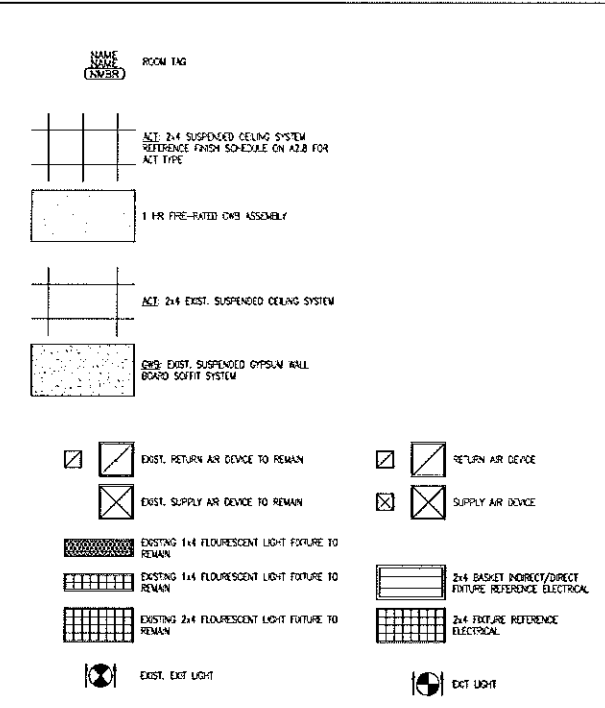 NAME
NAME
NMBR
ROOM TAG
ACT: 2x4 SUSPENDED CEILING SYSTEM
REFERENCE FINISH SCHEDULE ON A2.8 FOR
ACT TYPE
1 HR FIRE-RATED GWB ASSEMBLY
ACT: 2x4 EXIST. SUSPENDED CEILING SYSTEM
GWB: EXIST. SUSPENDED GYPSUM WALL
BOARD SOFFIT SYSTEM
EXIST. RETURN AIR DEVICE TO REMAIN
RETURN AIR DEVICE
EXIST. SUPPLY AIR DEVICE TO REMAIN
SUPPLY AIR DEVICE
EXISTING 1x4 FLOURESCENT LIGHT FIXTURE TO
REMAIN
EXISTING 1x4 FLOURESCENT LIGHT FIXTURE TO
REMAIN
2x4 BASKET INDIRECT/DIRECT
FIXTURE REFERENCE ELECTRICAL
EXISTING 2x4 FLOURESCENT LIGHT FIXTURE TO
REMAIN
2x4 FIXTURE REFERENCE
ELECTRICAL
EXIST. EXIT LIGHT
EXIT LIGHT